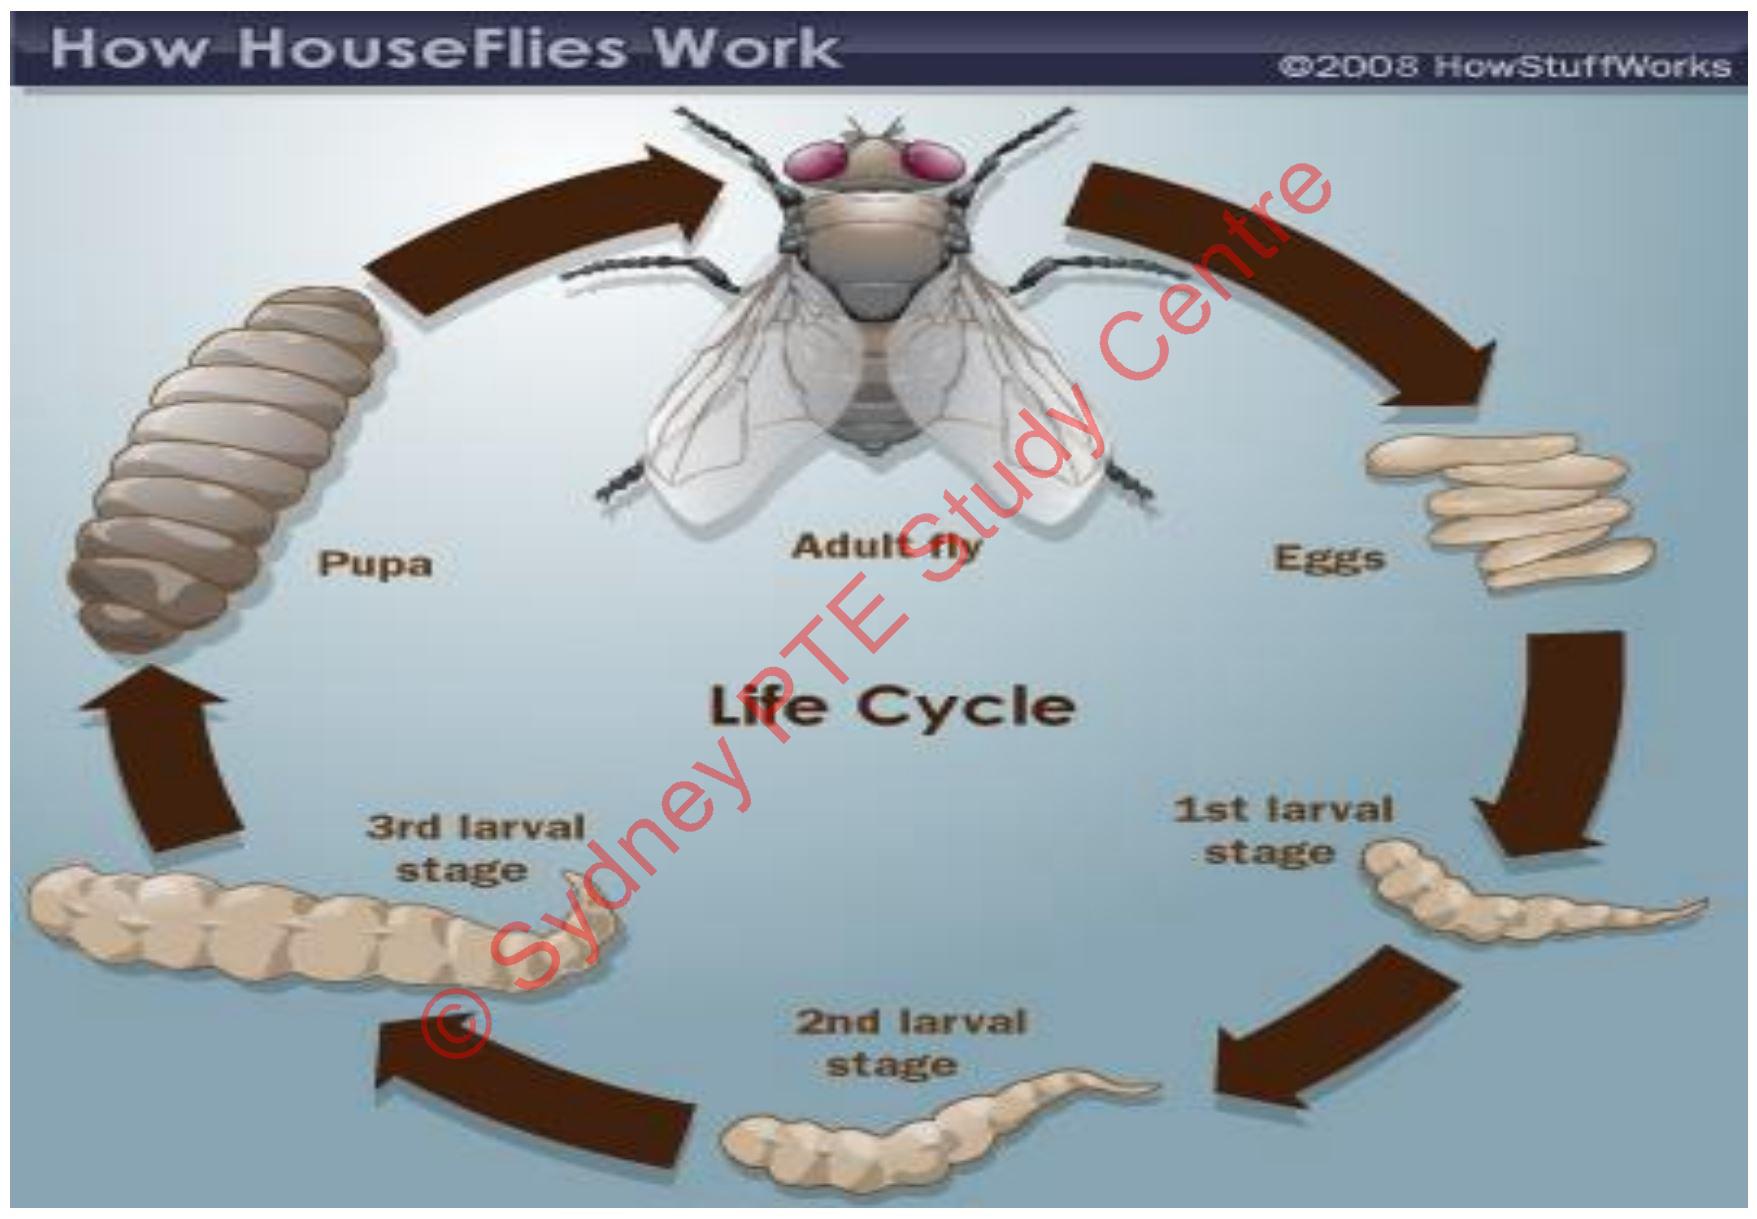 How HouseFlies Work
©2008 HowStuffWorks
Adult fly
Pupa
Eggs
Life Cycle
3rd larval
stage
1st larval
stage
2nd larval
stage
© Sydney PTE Study Centre